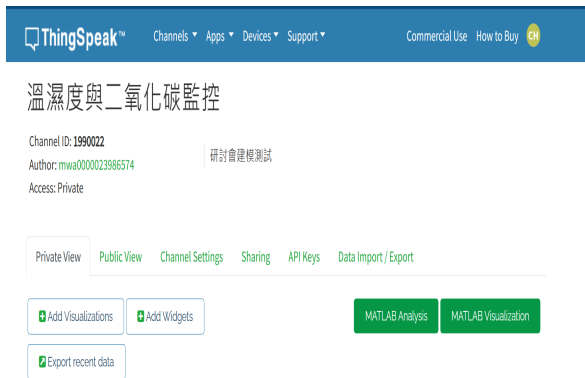 ThingSpeak™ Channels Apps Devices Support Commercial Use How to Buy CH
溫濕度與二氧化碳監控
Channel ID: 1990022
Author: mwa0000023986574
Access: Private
研討會建模測試
Private View Public View Channel Settings Sharing API Keys Data Import / Export
Add Visualizations Add Widgets MATLAB Analysis MATLAB Visualization
Export recent data